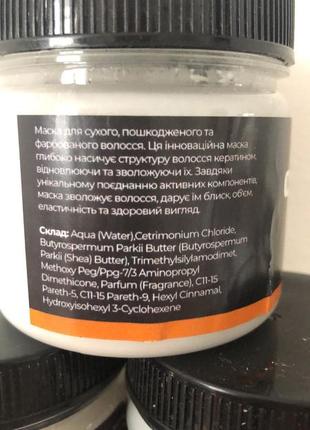 Маска для сухого, пошкодженого та
фарбованого волосся. Ця інноваційна маска
глибоко насичує структуру волосся кератином,
відновлюючи та зволожуючи їх. Завдяки
унікальному поєднанню активних компонентів,
маска зволожує волосся, дарує їм блиск, об'єм,
еластичність та здоровий вигляд.
Склад: Aqua (Water),Cetrimonium Chloride,
Butyrospermum Parkii Butter (Butyrospermum
Parkii (Shea) Butter), Trimethylsilylamodimet,
Methoxy Peg/Ppg-7/3 Aminopropyl
Dimethicone, Parfum (Fragrance), C11-15
Pareth-5, C11-15 Pareth-9, Hexyl Cinnamal,
Hydroxyisohexyl 3-Cyclohexene